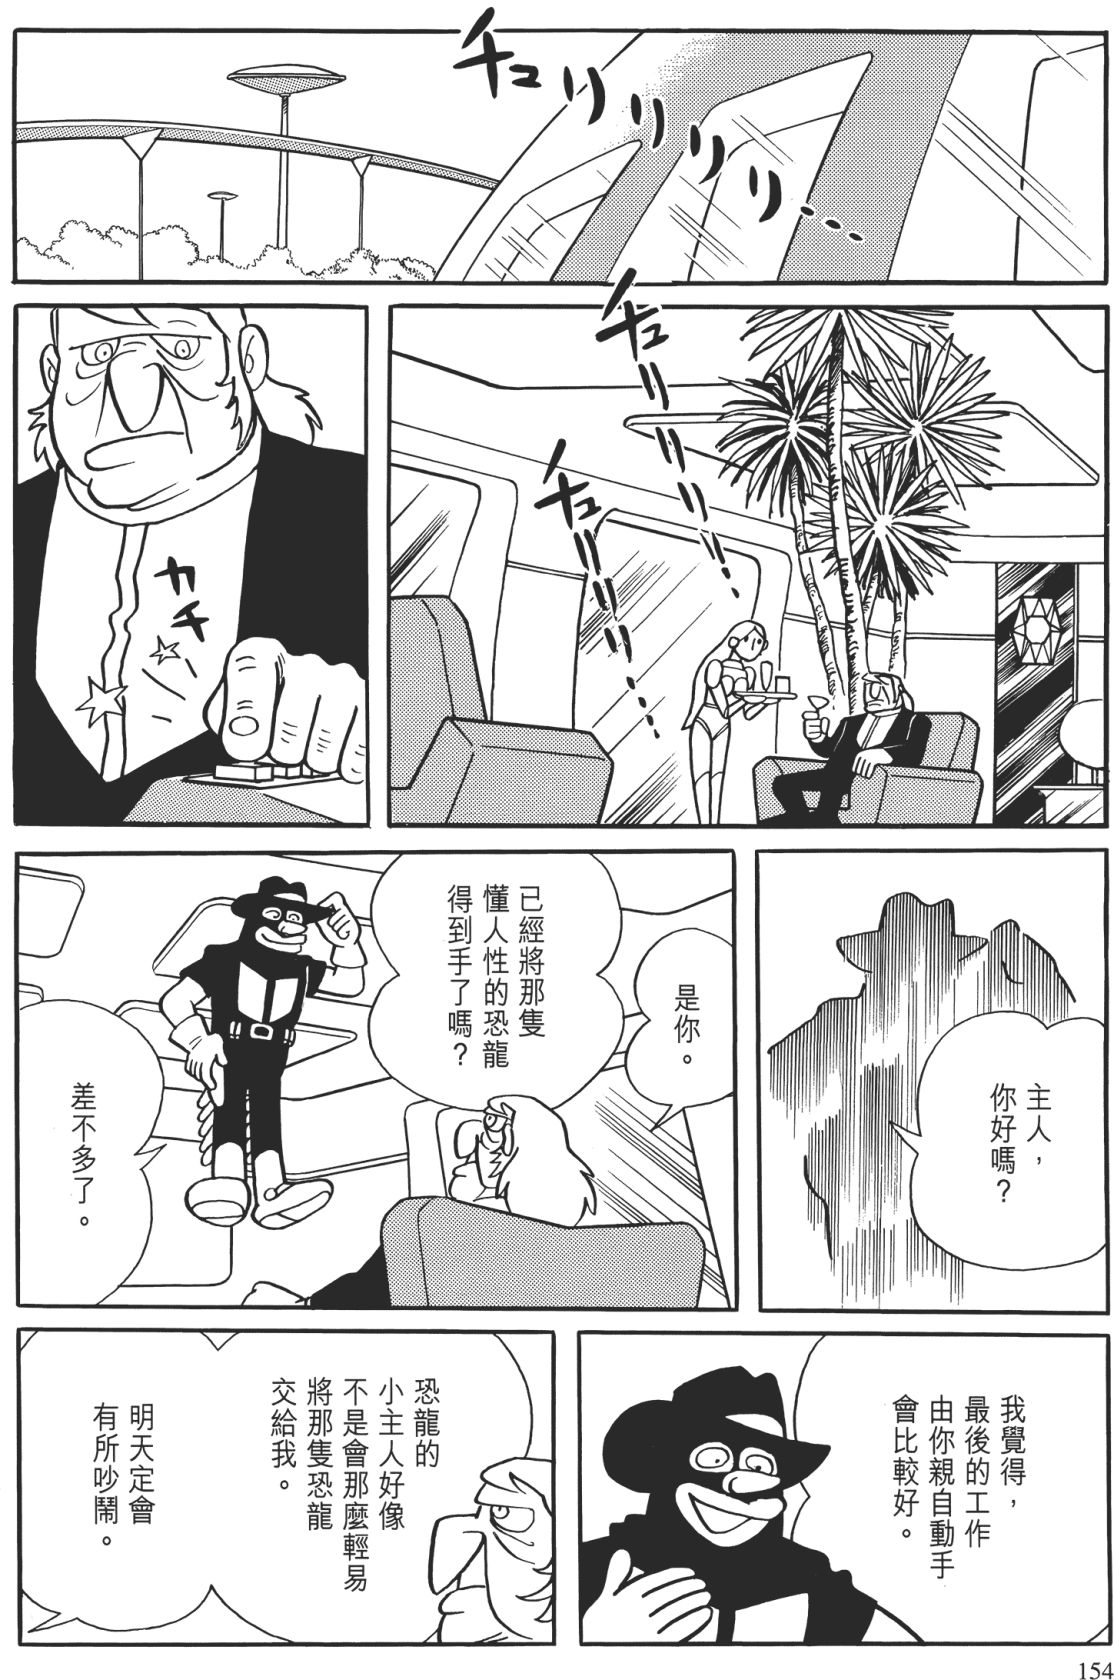 チュリリリリ…
チュリリリ…
チュリリリ…
カチ
主人，
你好嗎？
是你。
已經將那隻
懂人性的恐龍
得到手了嗎？
差不多了。
我覺得，
最後的工作
由你親自動手
會比較好。
恐龍的
小主人好像
不是會那麼輕易
將那隻恐龍
交給我。
明天定會
有所吵鬧。
154